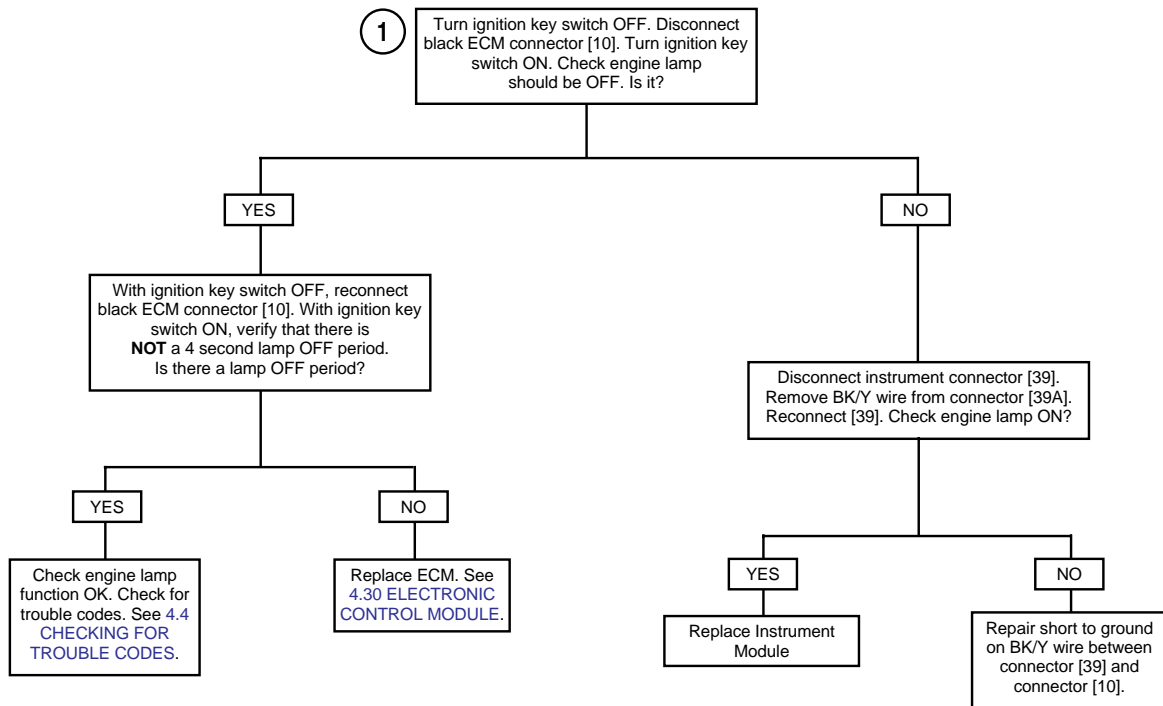 1
Turn ignition key switch OFF. Disconnect
black ECM connector [10]. Turn ignition key
switch ON. Check engine lamp
should be OFF. Is it?
YES
NO
With ignition key switch OFF, reconnect
black ECM connector [10]. With ignition key
switch ON, verify that there is
NOT a 4 second lamp OFF period.
Is there a lamp OFF period?
Disconnect instrument connector [39].
Remove BK/Y wire from connector [39A].
Reconnect [39]. Check engine lamp ON?
YES
NO
Check engine lamp
function OK. Check for
trouble codes. See 4.4
CHECKING FOR
TROUBLE CODES.
Replace ECM. See
4.30 ELECTRONIC
CONTROL MODULE.
YES
NO
Replace Instrument
Module
Repair short to ground
on BK/Y wire between
connector [39] and
connector [10].